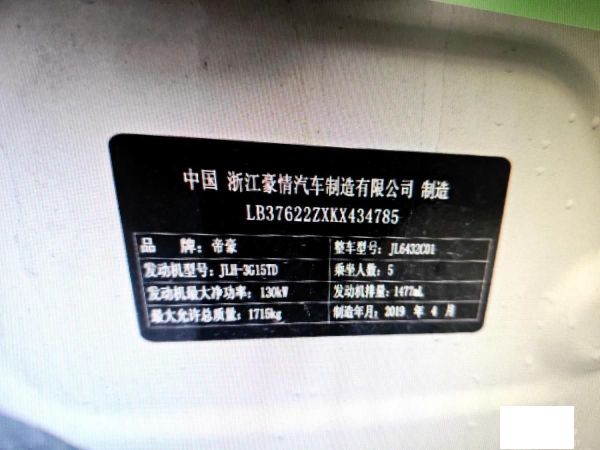 中国 浙江豪情汽车制造有限公司 制造
LB37622ZXKX434785
品 牌：帝豪 整车型号：JL6432C01
发动机型号：JLH-3G15TD 乘坐人数：5
发动机最大净功率：130kW 发动机排量：1477mL
最大允许总质量：1715kg 制造年月：2019 年 4 月